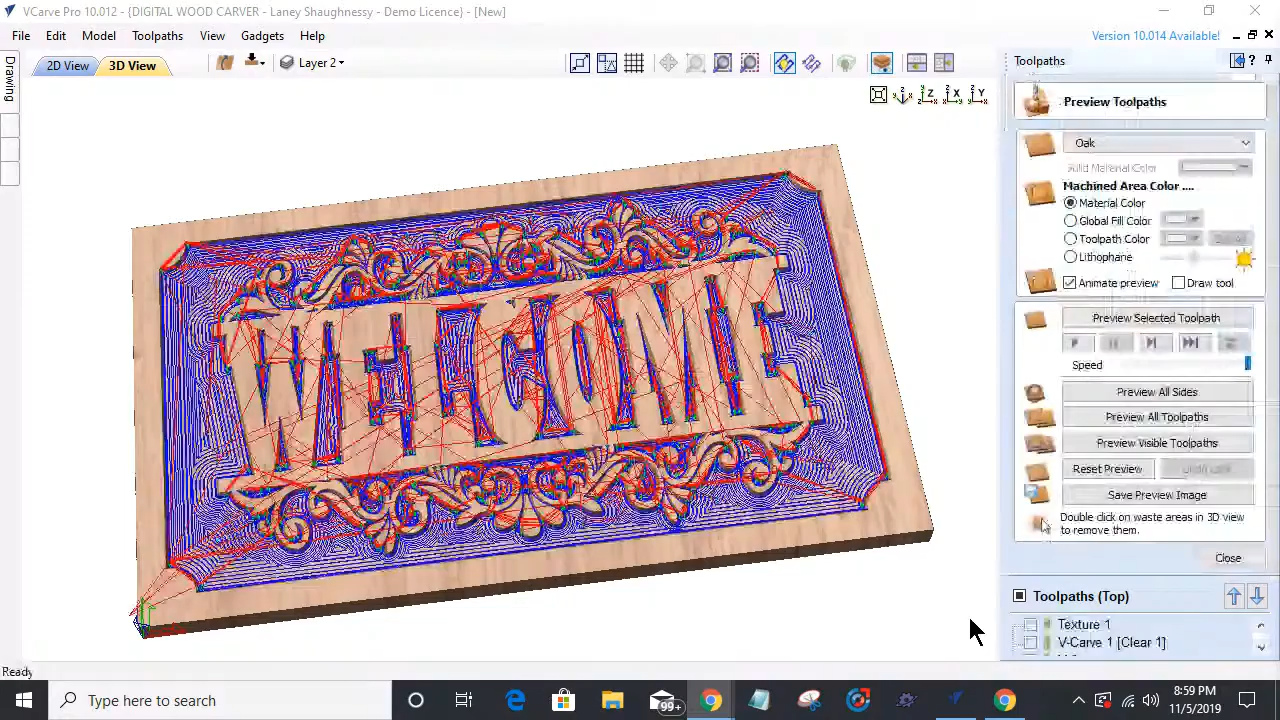 VCarve Pro 10.012 - {DIGITAL WOOD CARVER - Laney Shaughnessy - Demo Licence} - [New]
File Edit Model Toolpaths View Gadgets Help
Version 10.014 Available!
2D View 3D View
Layer 2
Toolpaths
Drawing
Z X Y
Preview Toolpaths
Oak
Solid Material Color
Machined Area Color ....
Material Color
Global Fill Color
Toolpath Color
Lithophane
Animate preview Draw tool
Preview Selected Toolpath
Speed
Preview All Sides
Preview All Toolpaths
Preview Visible Toolpaths
Reset Preview
Save Preview Image
Double click on waste areas in 3D view
to remove them.
Close
Toolpaths (Top)
Texture 1
V-Carve 1 [Clear 1]
WELCOME
Ready
Type here to search
99+
8:59 PM
11/5/2019